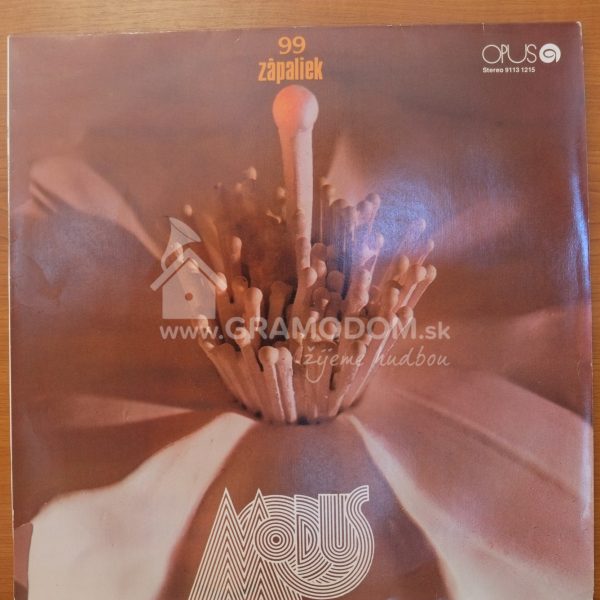 99
zápaliek
OPUS
Stereo 9113 1215
www.GRAMODOM.sk
žijeme hudbou
MODUS